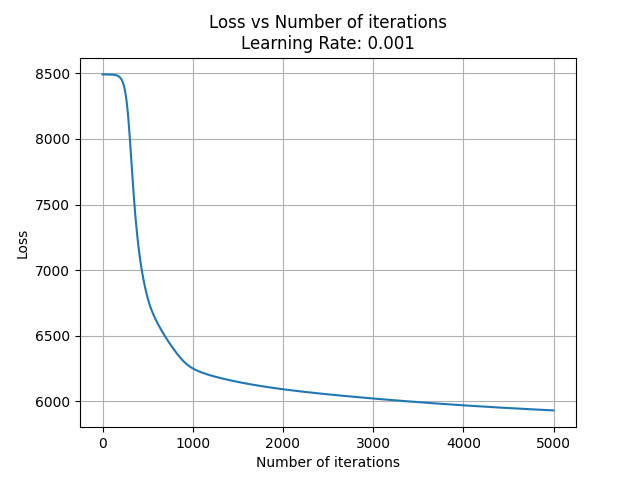 Loss vs Number of iterations
Learning Rate: 0.001
8500
8000
7500
7000
6500
6000
Loss
0 1000 2000 3000 4000 5000
Number of iterations